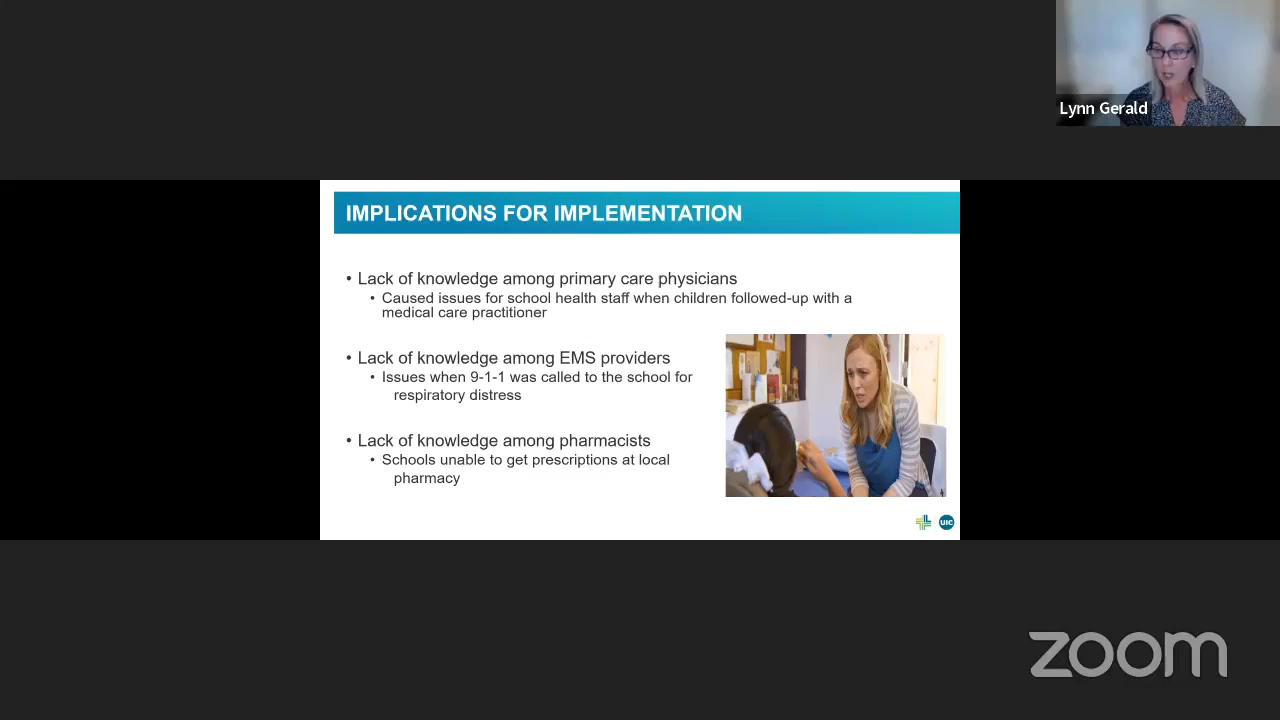 Lynn Gerald
IMPLICATIONS FOR IMPLEMENTATION
• Lack of knowledge among primary care physicians
• Caused issues for school health staff when children followed-up with a
medical care practitioner
• Lack of knowledge among EMS providers
• Issues when 9-1-1 was called to the school for
respiratory distress
• Lack of knowledge among pharmacists
• Schools unable to get prescriptions at local
pharmacy
UIC
zoom